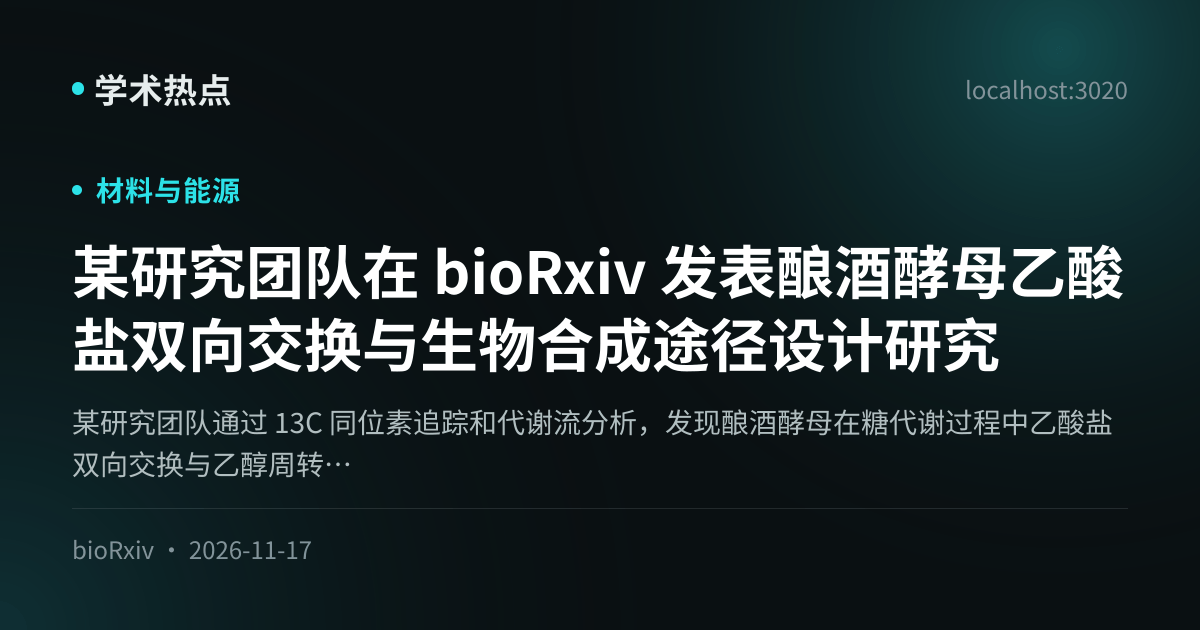 学术热点
localhost:3020
材料与能源
某研究团队在 bioRxiv 发表酿酒酵母乙酸
盐双向交换与生物合成途径设计研究
某研究团队通过 13C 同位素追踪和代谢流分析，发现酿酒酵母在糖代谢过程中乙酸盐
双向交换与乙醇周转…
bioRxiv • 2026-11-17